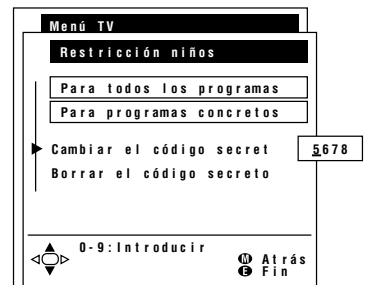 Menú TV
Restricción niños
Para todos los programas
Para programas concretos
Cambiar el código secret 5678
Borrar el código secreto
0-9:Introducir
M Atrás
E Fin